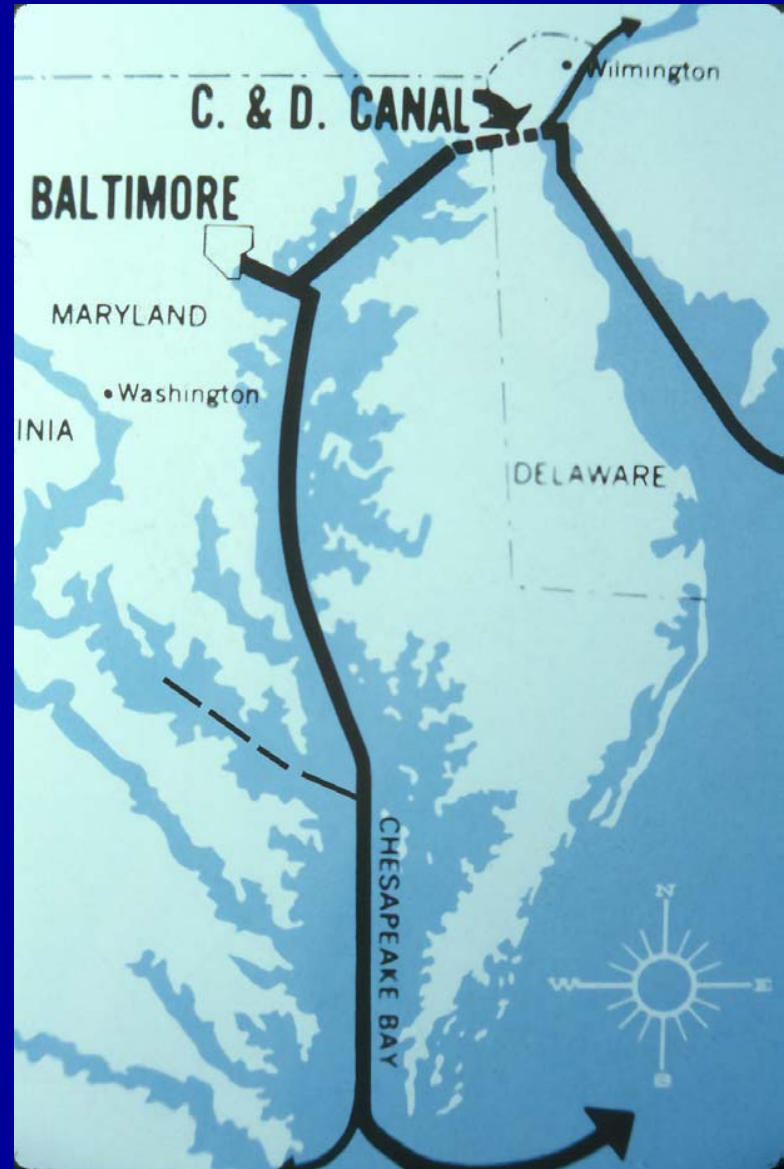 Wilmington
C. & D. CANAL
BALTIMORE
MARYLAND
Washington
INIA
DELAWARE
CHESAPEAKE BAY
N
W
E
S